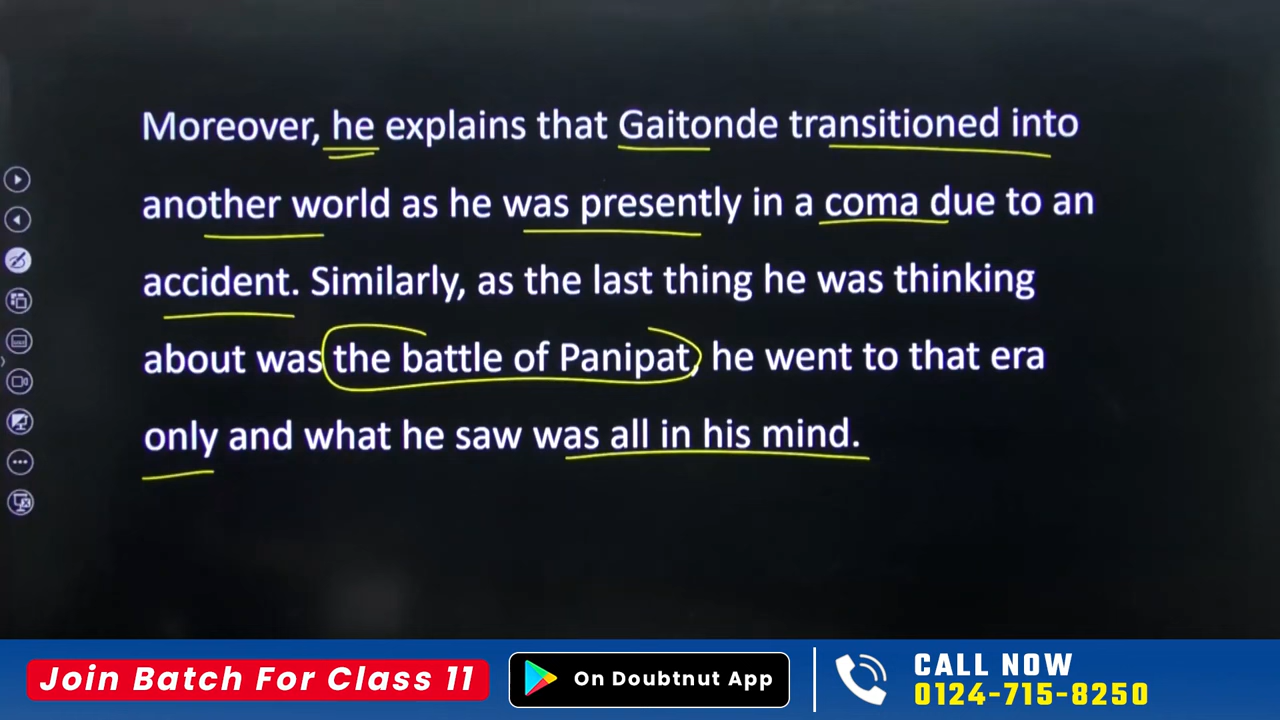 Moreover, he explains that Gaitonde transitioned into
another world as he was presently in a coma due to an
accident. Similarly, as the last thing he was thinking
about was the battle of Panipat, he went to that era
only and what he saw was all in his mind.
Join Batch For Class 11
On Doubtnut App
CALL NOW
0124-715-8250